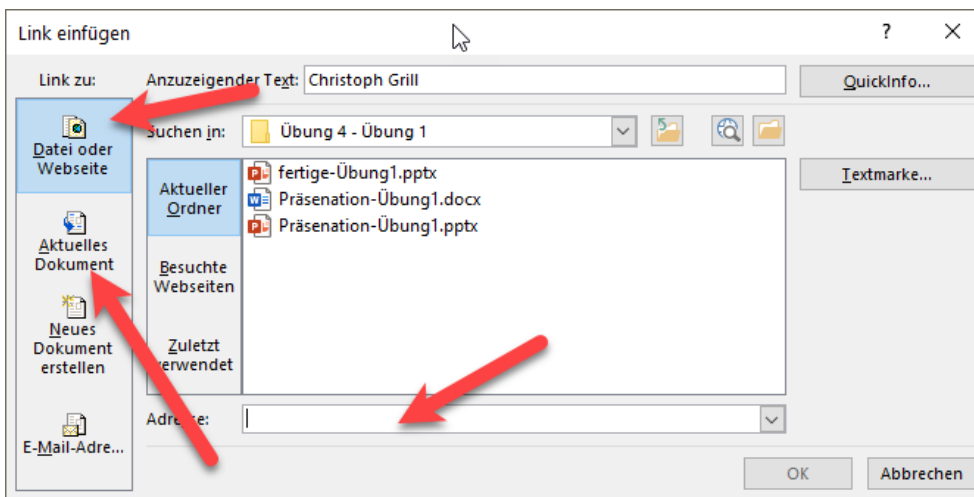 Link einfügen
?
Link zu:
Anzuzeigender Text: Christoph Grill
QuickInfo...
Datei oder
Webseite
Suchen in:
Übung 4 - Übung 1
Aktueller
Ordner
fertige-Übung1.pptx
Präsenation-Übung1.docx
Präsenation-Übung1.pptx
Textmarke...
Aktuelles
Dokument
Besuchte
Webseiten
Neues
Dokument
erstellen
Zuletzt
verwendet
E-Mail-Adre...
Adresse:
OK
Abbrechen